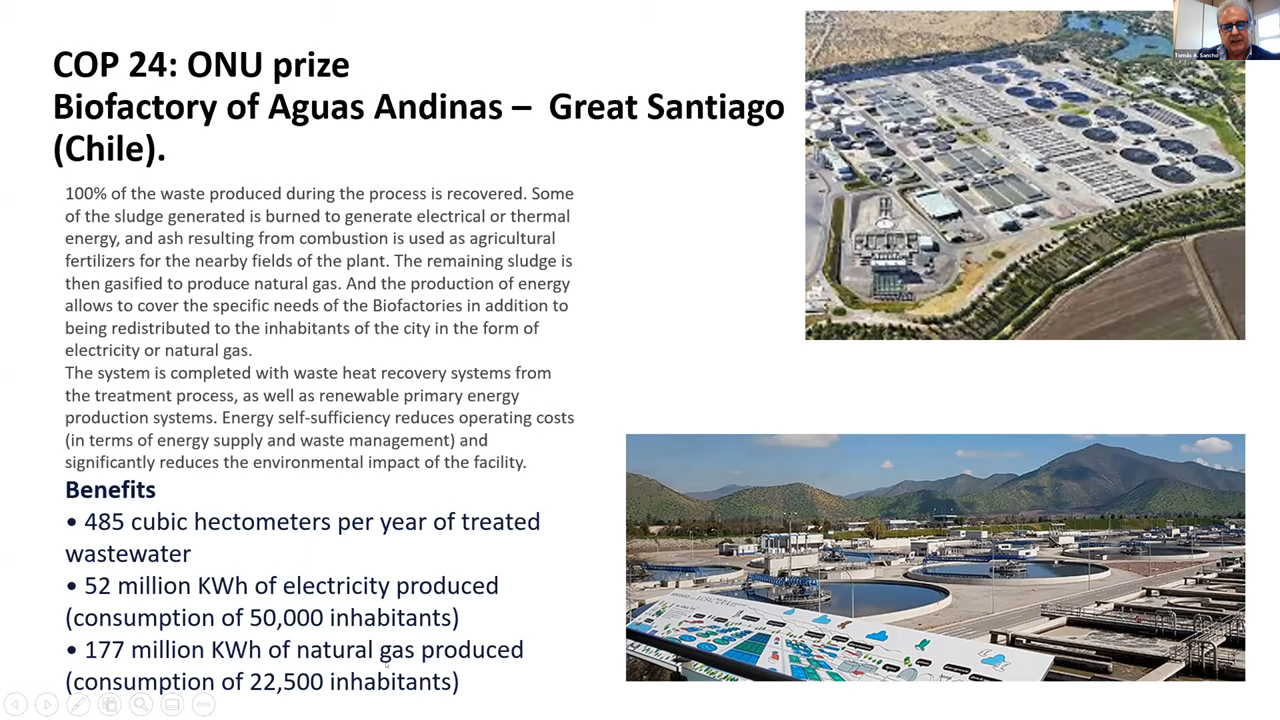 COP 24: ONU prize
Biofactory of Aguas Andinas – Great Santiago
(Chile).
100% of the waste produced during the process is recovered. Some
of the sludge generated is burned to generate electrical or thermal
energy, and ash resulting from combustion is used as agricultural
fertilizers for the nearby fields of the plant. The remaining sludge is
then gasified to produce natural gas. And the production of energy
allows to cover the specific needs of the Biofactories in addition to
being redistributed to the inhabitants of the city in the form of
electricity or natural gas.
The system is completed with waste heat recovery systems from
the treatment process, as well as renewable primary energy
production systems. Energy self-sufficiency reduces operating costs
(in terms of energy supply and waste management) and
significantly reduces the environmental impact of the facility.
Benefits
• 485 cubic hectometers per year of treated
wastewater
• 52 million KWh of electricity produced
(consumption of 50,000 inhabitants)
• 177 million KWh of natural gas produced
(consumption of 22,500 inhabitants)
Tomás A. Sancho